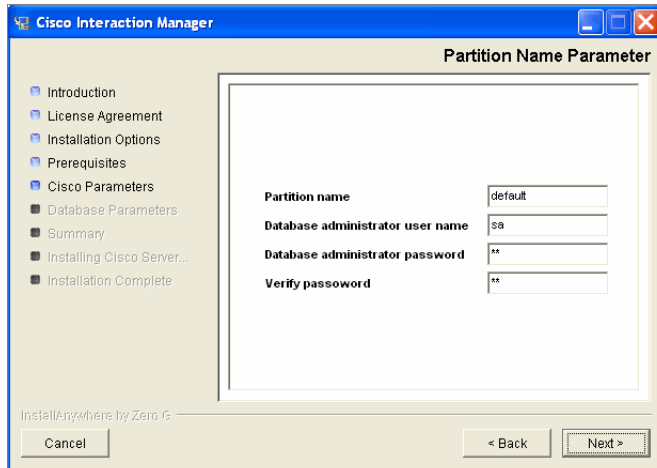 Cisco Interaction Manager
Partition Name Parameter
Introduction
License Agreement
Installation Options
Prerequisites
Cisco Parameters
Database Parameters
Summary
Installing Cisco Server...
Installation Complete
Partition name default
Database administrator user name sa
Database administrator password **
Verify passoword **
InstallAnywhere by Zero G
Cancel
< Back
Next >